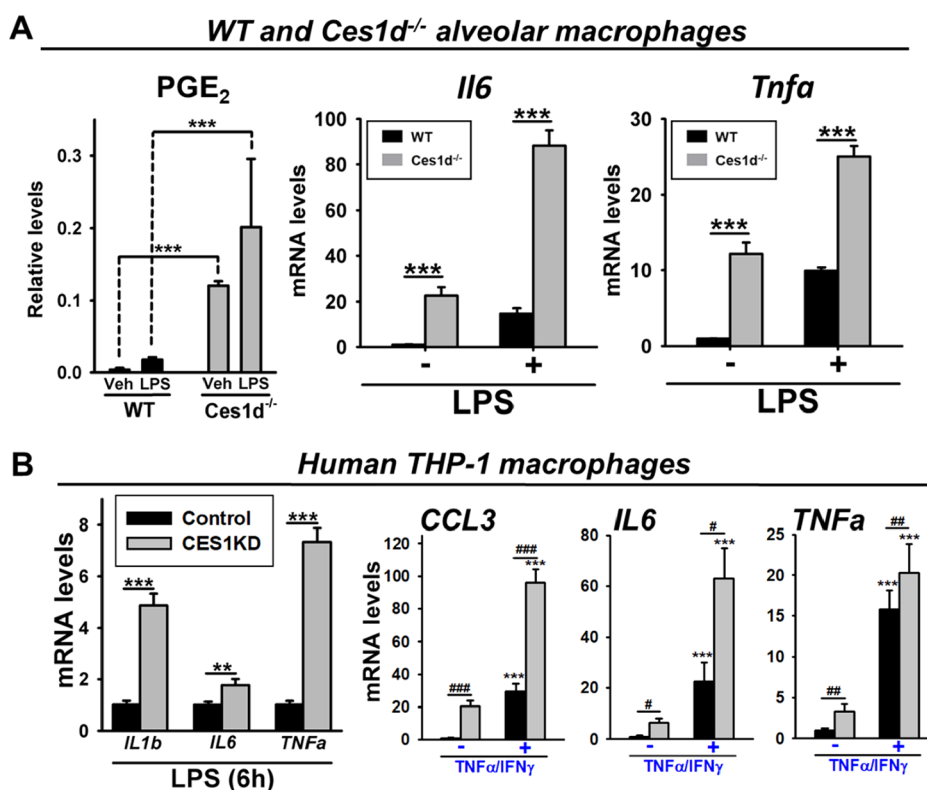 A
WT and Ces1d-/- alveolar macrophages
PGE2
Relative levels
0.3
0.2
0.1
0.0
***
***
Veh LPS
WT
Veh LPS
Ces1d-/-
Il6
mRNA levels
100
80
60
40
20
0
WT
Ces1d-/-
***
***
- +
LPS
Tnfa
mRNA levels
30
20
10
0
WT
Ces1d-/-
***
***
- +
LPS
B
Human THP-1 macrophages
mRNA levels
8
6
4
2
0
Control
CES1KD
***
**
***
IL1b IL6 TNFa
LPS (6h)
CCL3
mRNA levels
120
100
80
60
40
20
0
###
###
***
***
- +
TNFα/IFNγ
IL6
80
60
40
20
0
#
#
***
***
- +
TNFα/IFNγ
TNFa
25
20
15
10
5
0
##
##
***
***
- +
TNFα/IFNγ